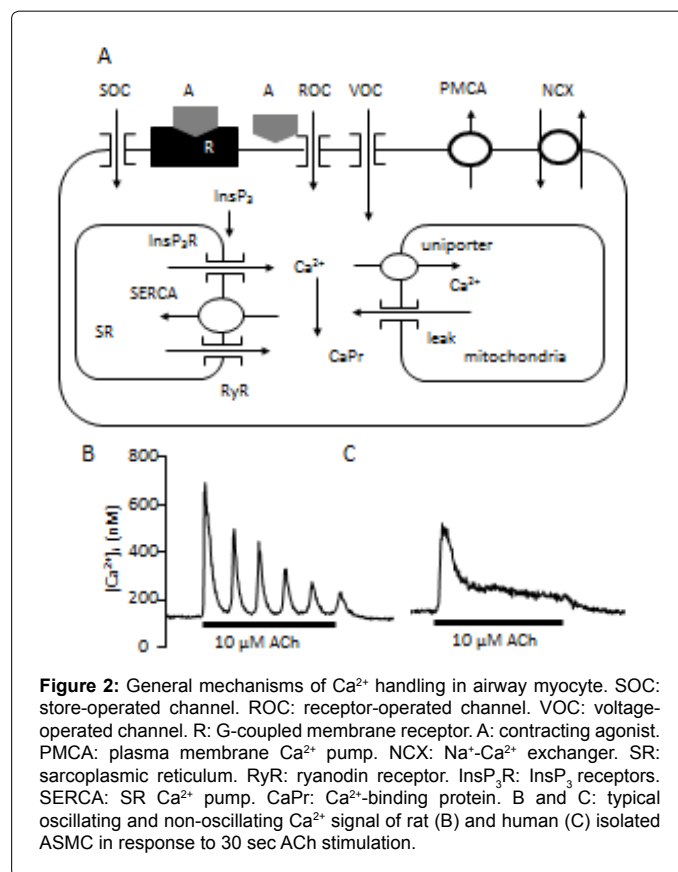 A
SOC A A ROC VOC PMCA NCX
R
InsP₃
InsP₃R
Ca²⁺
uniporter
Ca²⁺
SERCA
SR
leak
CaPr
mitochondria
RyR
B C
800
600
400
200
0
[Ca²⁺]ᵢ (nM)
10 µM ACh
10 µM ACh
Figure 2: General mechanisms of Ca²⁺ handling in airway myocyte. SOC:
store-operated channel. ROC: receptor-operated channel. VOC: voltage-
operated channel. R: G-coupled membrane receptor. A: contracting agonist.
PMCA: plasma membrane Ca²⁺ pump. NCX: Na⁺-Ca²⁺ exchanger. SR:
sarcoplasmic reticulum. RyR: ryanodin receptor. InsP₃R: InsP₃ receptors.
SERCA: SR Ca²⁺ pump. CaPr: Ca²⁺-binding protein. B and C: typical
oscillating and non-oscillating Ca²⁺ signal of rat (B) and human (C) isolated
ASMC in response to 30 sec ACh stimulation.